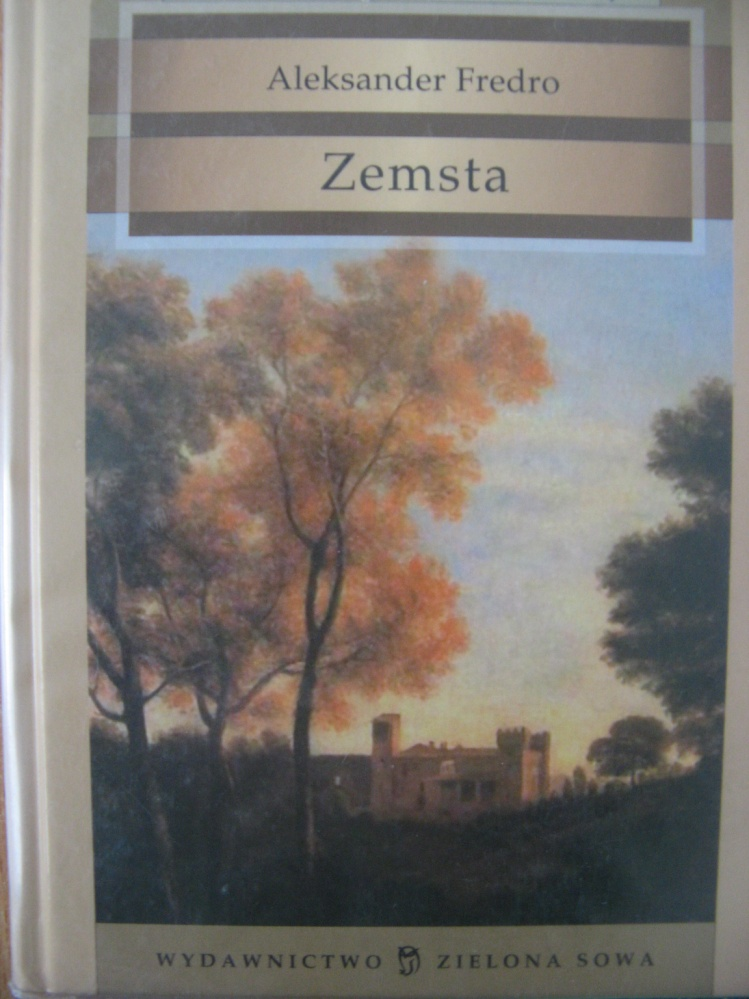 Aleksander Fredro
Zemsta
WYDAWNICTWO ZIELONA SOWA